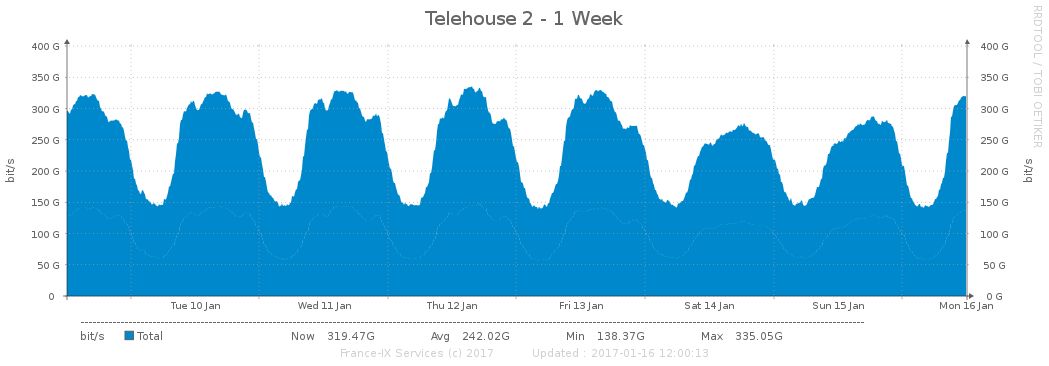 Telehouse 2 - 1 Week
RRDTOOL / TOBI OETIKER
400 G 400 G
350 G 350 G
300 G 300 G
250 G 250 G
200 G 200 G
150 G 150 G
100 G 100 G
50 G 50 G
0 0 G
bit/s bit/s
Tue 10 Jan Wed 11 Jan Thu 12 Jan Fri 13 Jan Sat 14 Jan Sun 15 Jan Mon 16 Jan
bit/s Total Now 319.47G Avg 242.02G Min 138.37G Max 335.05G
France-IX Services (c) 2017 Updated : 2017-01-16 12:00:13